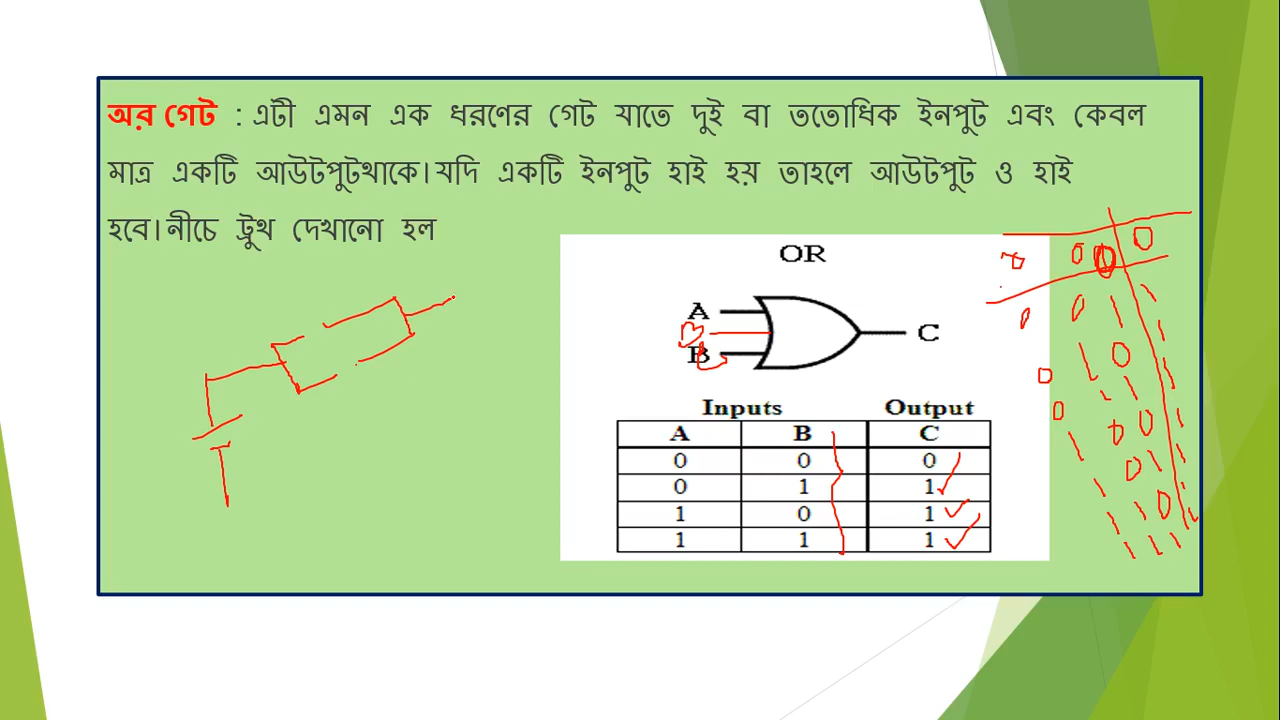 অর গেট : এটী এমন এক ধরণের গেট যাতে দুই বা ততোধিক ইনপুট এবং কেবল
মাত্র একটি আউটপুটথাকে।যদি একটি ইনপুট হাই হয় তাহলে আউটপুট ও হাই
হবে।নীচে ট্রুথ দেখানো হল
OR
A
B
C
Inputs Output
A B C
0 0 0
0 1 1
1 0 1
1 1 1